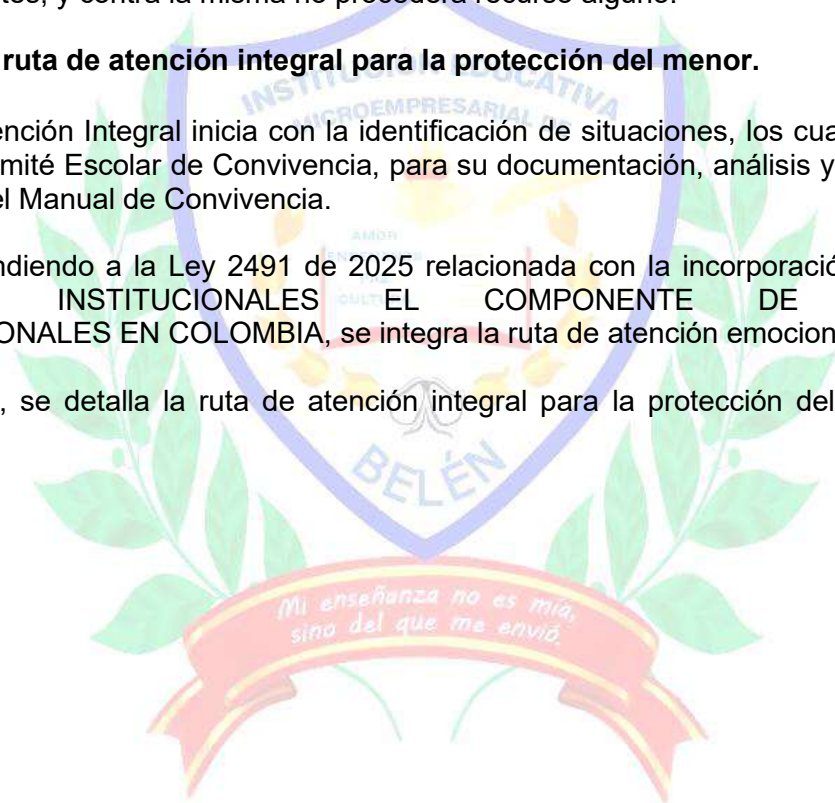 tes, y contra la misma no procederá recurso alguno.
ruta de atención integral para la protección del menor.
INSTITUCIÓN EDUCATIVA
MICROEMPRESARIAL DE
ención Integral inicia con la identificación de situaciones, los cua
mité Escolar de Convivencia, para su documentación, análisis y
el Manual de Convivencia.
AMOR
ndiendo a la Ley 2491 de 2025 relacionada con la incorporació
INSTITUCIONALES EL COMPONENTE DE
ONALES EN COLOMBIA, se integra la ruta de atención emocion
, se detalla la ruta de atención integral para la protección del
BELÉN
Mi enseñanza no es mía,
sino del que me envió.